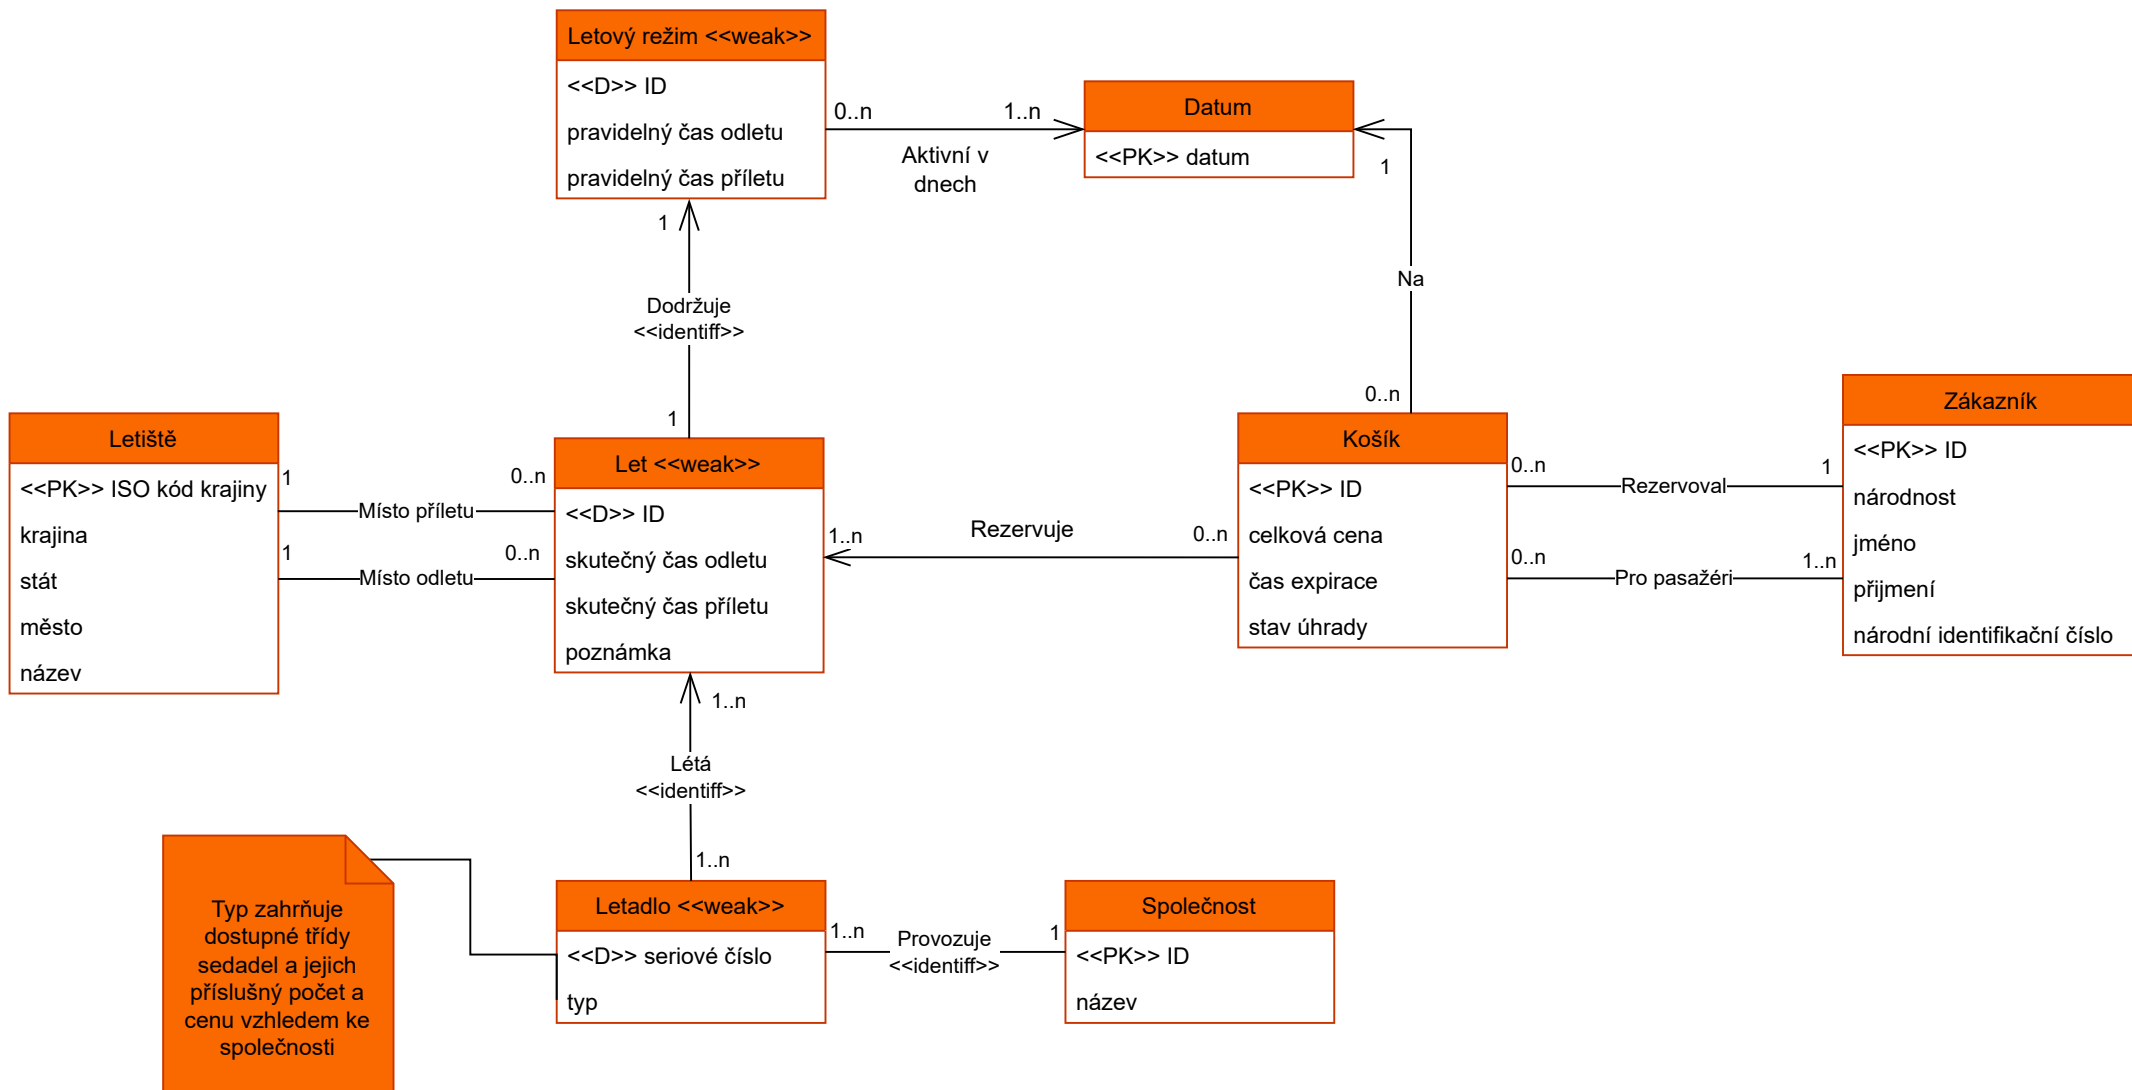 Letový režim <<weak>>
<<D>> ID
pravidelný čas odletu
pravidelný čas příletu
0..n
1..n
Aktivní v
dnech
Datum
<<PK>> datum
1
Na
0..n
1
Dodržuje
<<identiff>>
1
Letiště
<<PK>> ISO kód krajiny
krajina
stát
město
název
1
0..n
Místo příletu
1
0..n
Místo odletu
Let <<weak>>
<<D>> ID
skutečný čas odletu
skutečný čas příletu
poznámka
1..n
Rezervuje
0..n
Košík
<<PK>> ID
celková cena
čas expirace
stav úhrady
0..n
1
Rezervoval
0..n
1..n
Pro pasažéri
Zákazník
<<PK>> ID
národnost
jméno
přijmení
národní identifikační číslo
1..n
Létá
<<identiff>>
1..n
Typ zahrňuje
dostupné třídy
sedadel a jejich
příslušný počet a
cenu vzhledem ke
společnosti
Letadlo <<weak>>
<<D>> seriové číslo
typ
1..n
Provozuje
<<identiff>>
1
Společnost
<<PK>> ID
název